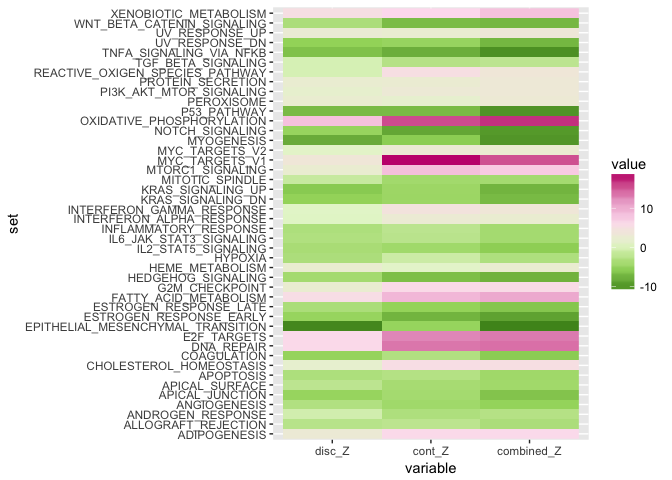 XENOBIOTIC_METABOLISM
WNT_BETA_CATENIN_SIGNALING
UV_RESPONSE_UP
UV_RESPONSE_DN
TNFA_SIGNALING_VIA_NFKB
TGF_BETA_SIGNALING
REACTIVE_OXIGEN_SPECIES_PATHWAY
PROTEIN_SECRETION
PI3K_AKT_MTOR_SIGNALING
PEROXISOME
P53_PATHWAY
OXIDATIVE_PHOSPHORYLATION
NOTCH_SIGNALING
MYOGENESIS
MYC_TARGETS_V2
MYC_TARGETS_V1
MTORC1_SIGNALING
MITOTIC_SPINDLE
KRAS_SIGNALING_UP
KRAS_SIGNALING_DN
INTERFERON_GAMMA_RESPONSE
INTERFERON_ALPHA_RESPONSE
INFLAMMATORY_RESPONSE
IL6_JAK_STAT3_SIGNALING
IL2_STAT5_SIGNALING
HYPOXIA
HEME_METABOLISM
HEDGEHOG_SIGNALING
G2M_CHECKPOINT
FATTY_ACID_METABOLISM
ESTROGEN_RESPONSE_LATE
ESTROGEN_RESPONSE_EARLY
EPITHELIAL_MESENCHYMAL_TRANSITION
E2F_TARGETS
DNA_REPAIR
COAGULATION
CHOLESTEROL_HOMEOSTASIS
APOPTOSIS
APICAL_SURFACE
APICAL_JUNCTION
ANGIOGENESIS
ANDROGEN_RESPONSE
ALLOGRAFT_REJECTION
ADIPOGENESIS
set
disc_Z cont_Z combined_Z
variable
value
10
0
-10